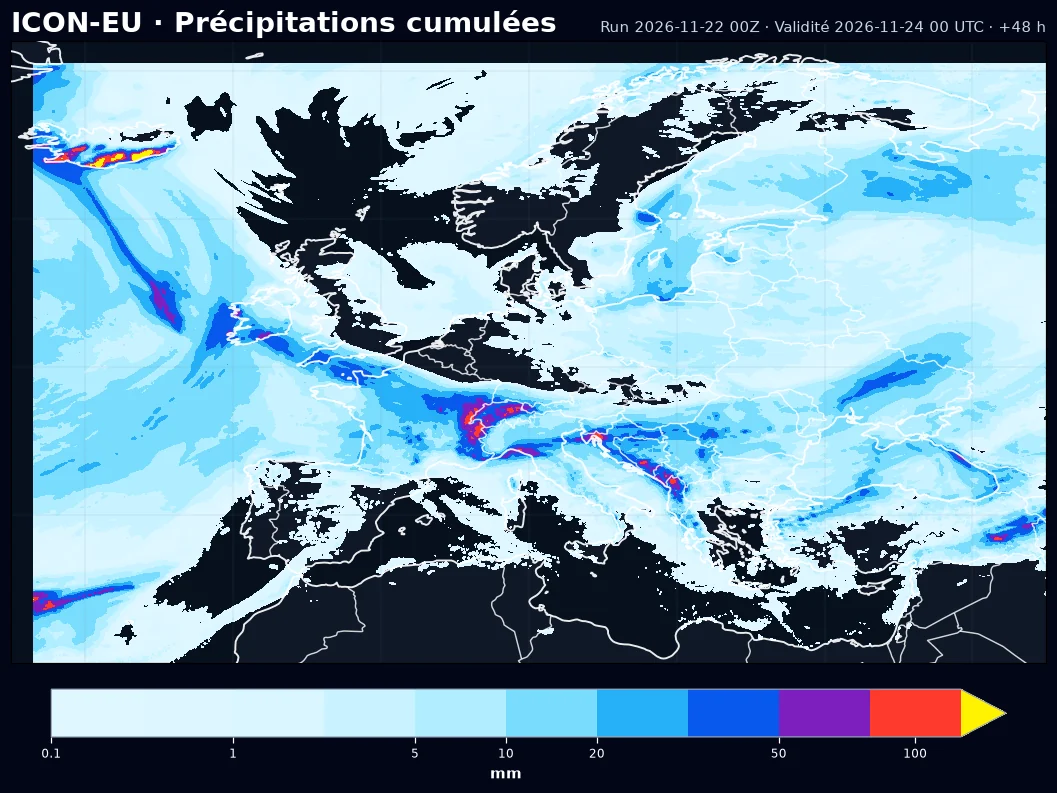 ICON-EU · Précipitations cumulées
Run 2026-11-22 00Z · Validité 2026-11-24 00 UTC · +48 h
0.1 1 5 10 20 50 100
mm